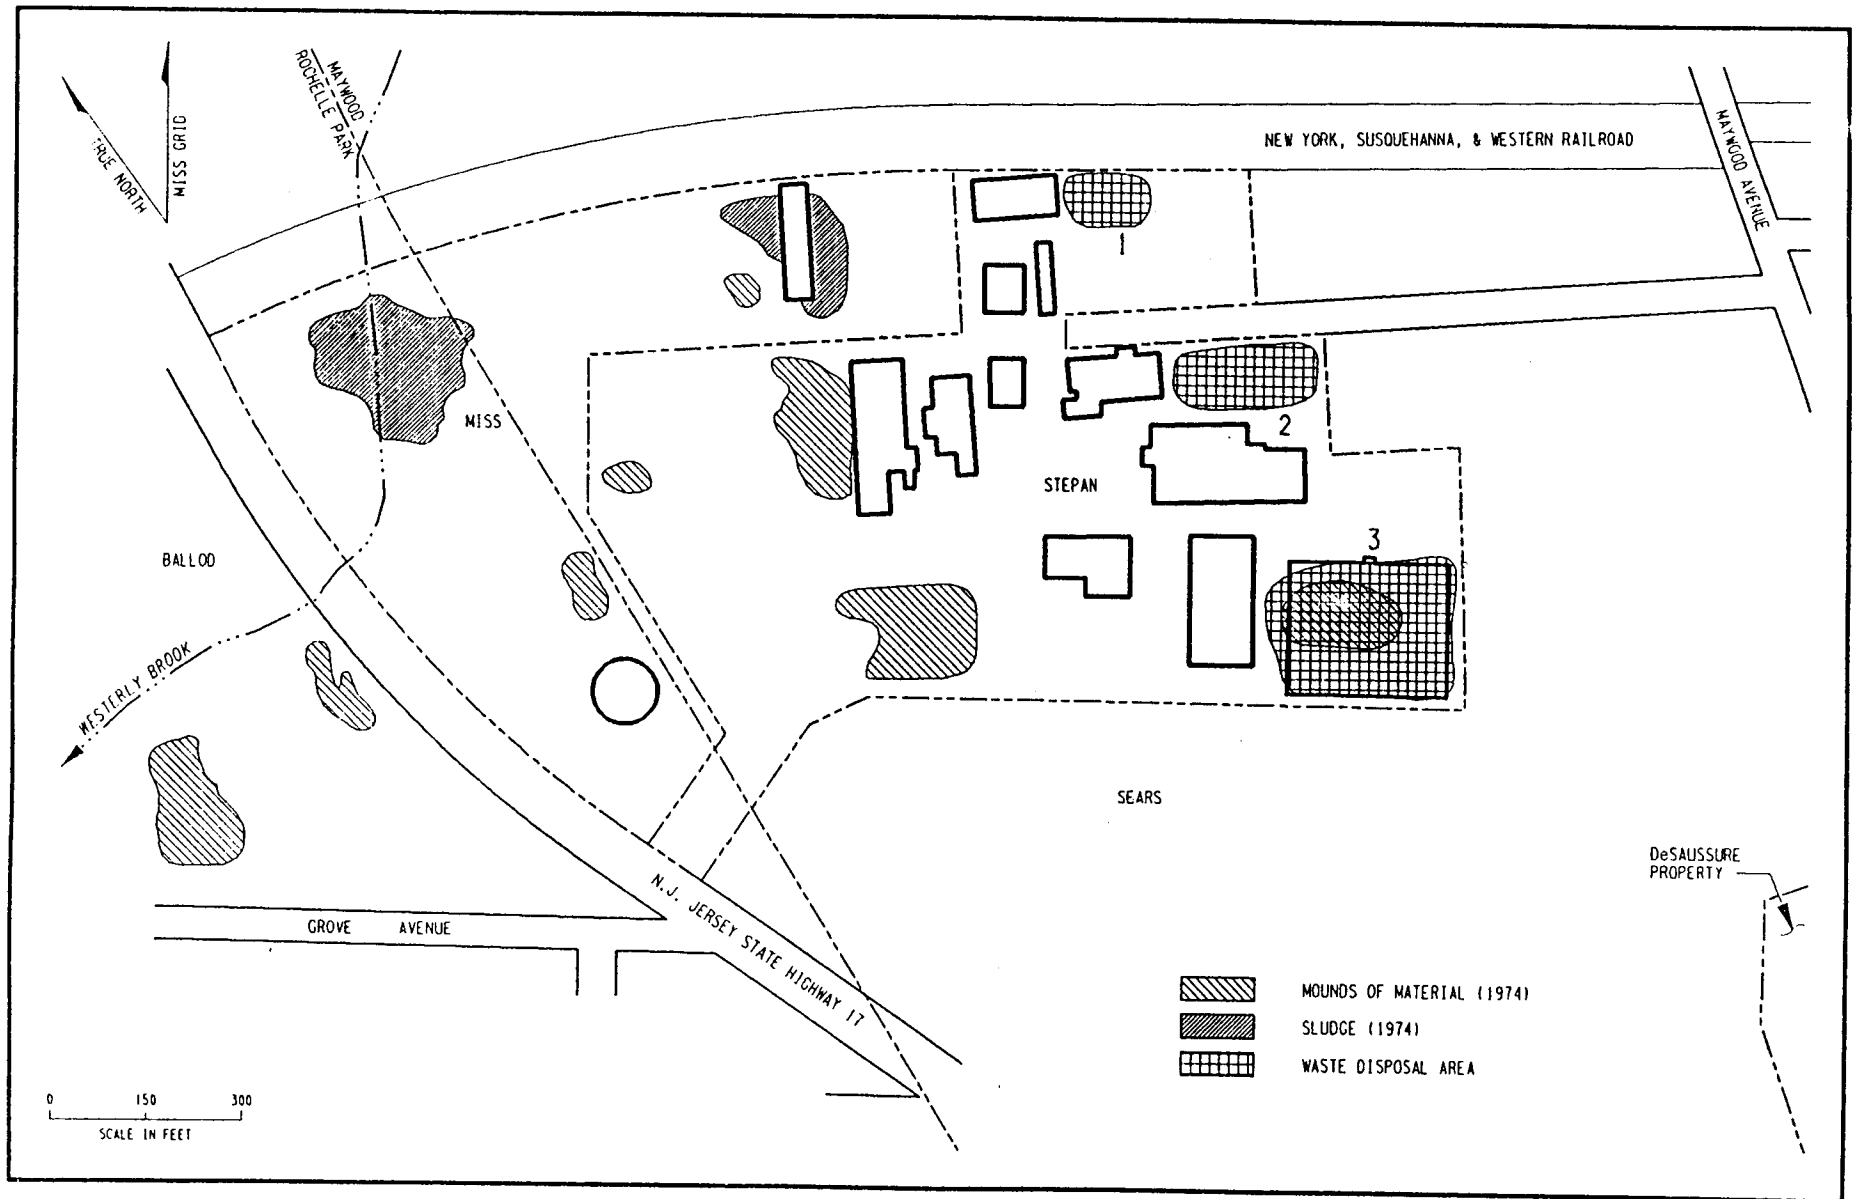 TRUE NORTH
MISS GRID
MAYWOOD
ROCHELLE PARK
NEW YORK, SUSQUEHANNA, & WESTERN RAILROAD
MAYWOOD AVENUE
1
MISS
2
STEPAN
3
BALLOD
WESTERLY BROOK
SEARS
DeSAUSSURE
PROPERTY
GROVE AVENUE
N.J. JERSEY STATE HIGHWAY 17
MOUNDS OF MATERIAL (1974)
SLUDGE (1974)
WASTE DISPOSAL AREA
0 150 300
SCALE IN FEET